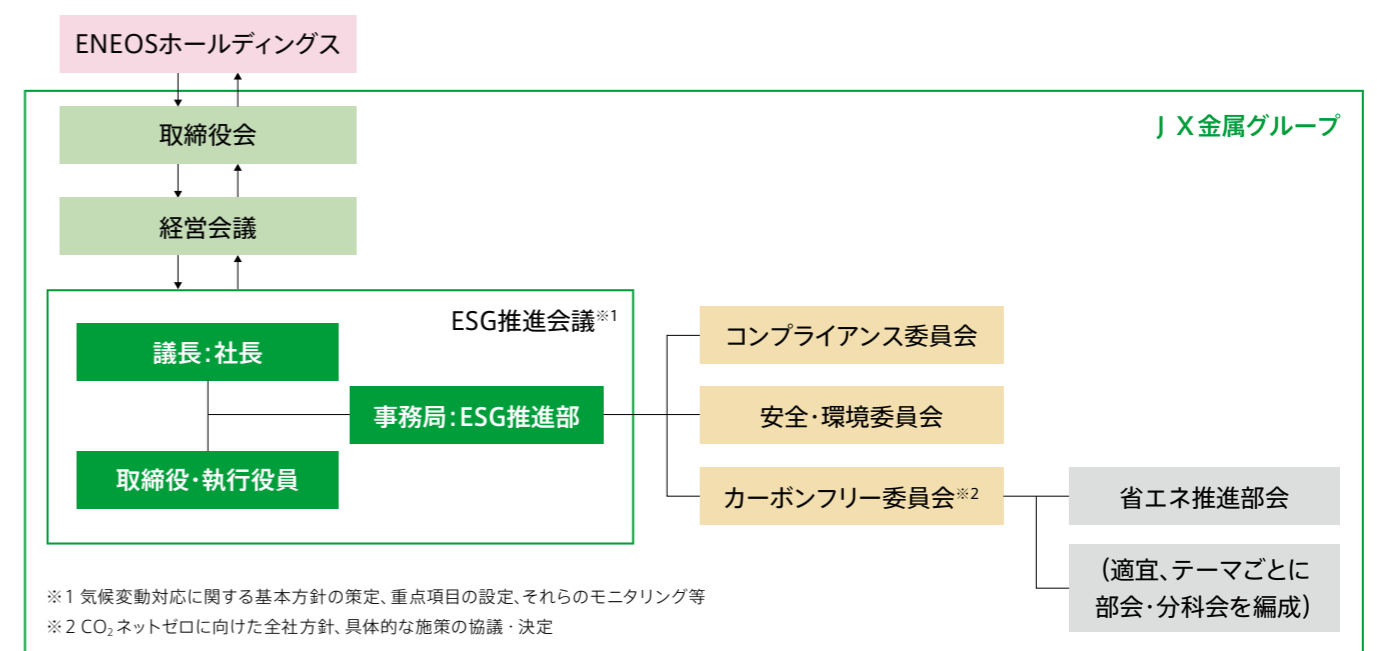 ENEOSホールディングス
JX金属グループ
取締役会
経営会議
ESG推進会議※1
議長:社長
事務局:ESG推進部
取締役・執行役員
コンプライアンス委員会
安全・環境委員会
カーボンフリー委員会※2
省エネ推進部会
(適宜、テーマごとに
部会・分科会を編成)
※1 気候変動対応に関する基本方針の策定、重点項目の設定、それらのモニタリング等
※2 CO₂ネットゼロに向けた全社方針、具体的な施策の協議・決定